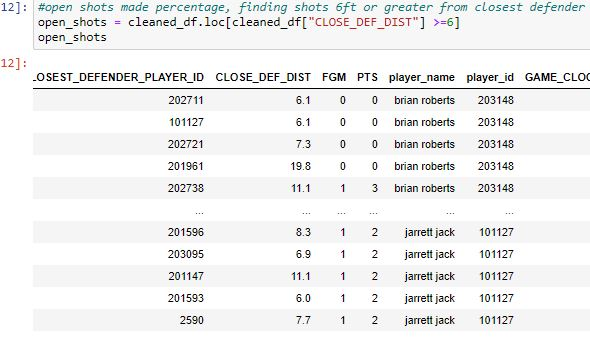 12]: #open shots made percentage, finding shots 6ft or greater from closest defender
open_shots = cleaned_df.loc[cleaned_df["CLOSE_DEF_DIST"] >=6]
open_shots
12]:
.OSEST_DEFENDER_PLAYER_ID CLOSE_DEF_DIST FGM PTS player_name player_id GAME_CLOC
202711 6.1 0 0 brian roberts 203148
101127 6.1 0 0 brian roberts 203148
202721 7.3 0 0 brian roberts 203148
201961 19.8 0 0 brian roberts 203148
202738 11.1 1 3 brian roberts 203148
... ... ... ... ... ...
201596 8.3 1 2 jarrett jack 101127
203095 6.9 1 2 jarrett jack 101127
201147 11.1 1 2 jarrett jack 101127
201593 6.0 1 2 jarrett jack 101127
2590 7.7 1 2 jarrett jack 101127